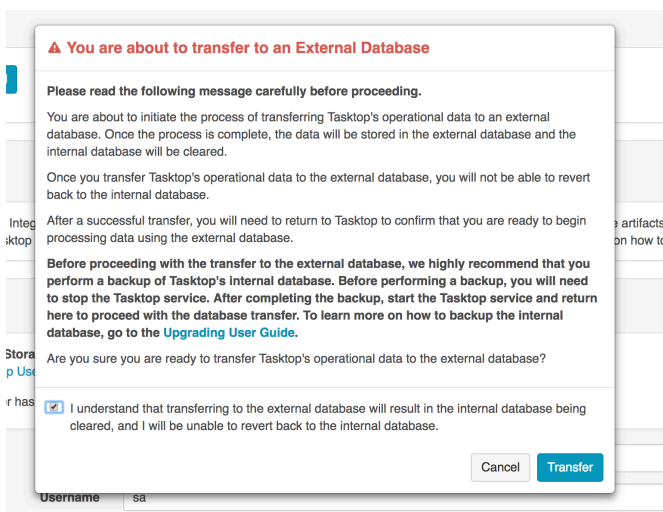 You are about to transfer to an External Database
Please read the following message carefully before proceeding.
You are about to initiate the process of transferring Tasktop's operational data to an external
database. Once the process is complete, the data will be stored in the external database and the
internal database will be cleared.
Once you transfer Tasktop's operational data to the external database, you will not be able to revert
back to the internal database.
After a successful transfer, you will need to return to Tasktop to confirm that you are ready to begin
processing data using the external database.
Before proceeding with the transfer to the external database, we highly recommend that you
perform a backup of Tasktop's internal database. Before performing a backup, you will need
to stop the Tasktop service. After completing the backup, start the Tasktop service and return
here to proceed with the database transfer. To learn more on how to backup the internal
database, go to the Upgrading User Guide.
Are you sure you are ready to transfer Tasktop's operational data to the external database?
I understand that transferring to the external database will result in the internal database being
cleared, and I will be unable to revert back to the internal database.
Cancel Transfer
Integ
e artifacts
sktop
on how to
Stora
p Use
r has
Username sa